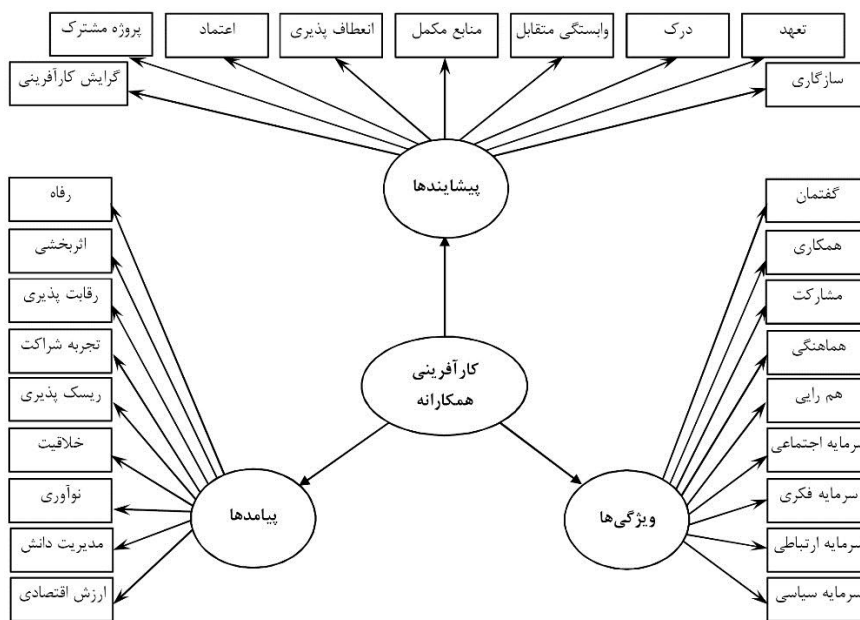 تعهد
درک
وابستگی متقابل
منابع مکمل
انعطاف پذیری
اعتماد
پروژه مشترک
سازگاری
گرایش کارآفرینی
پیشایندها
گفتمان
همکاری
مشارکت
هماهنگی
هم رایی
سرمایه اجتماعی
سرمایه فکری
سرمایه ارتباطی
سرمایه سیاسی
ویژگی‌ها
کارآفرینی
همکارانه
پیامدها
رفاه
اثربخشی
رقابت پذیری
تجربه شراکت
ریسک پذیری
خلاقیت
نوآوری
مدیریت دانش
ارزش اقتصادی